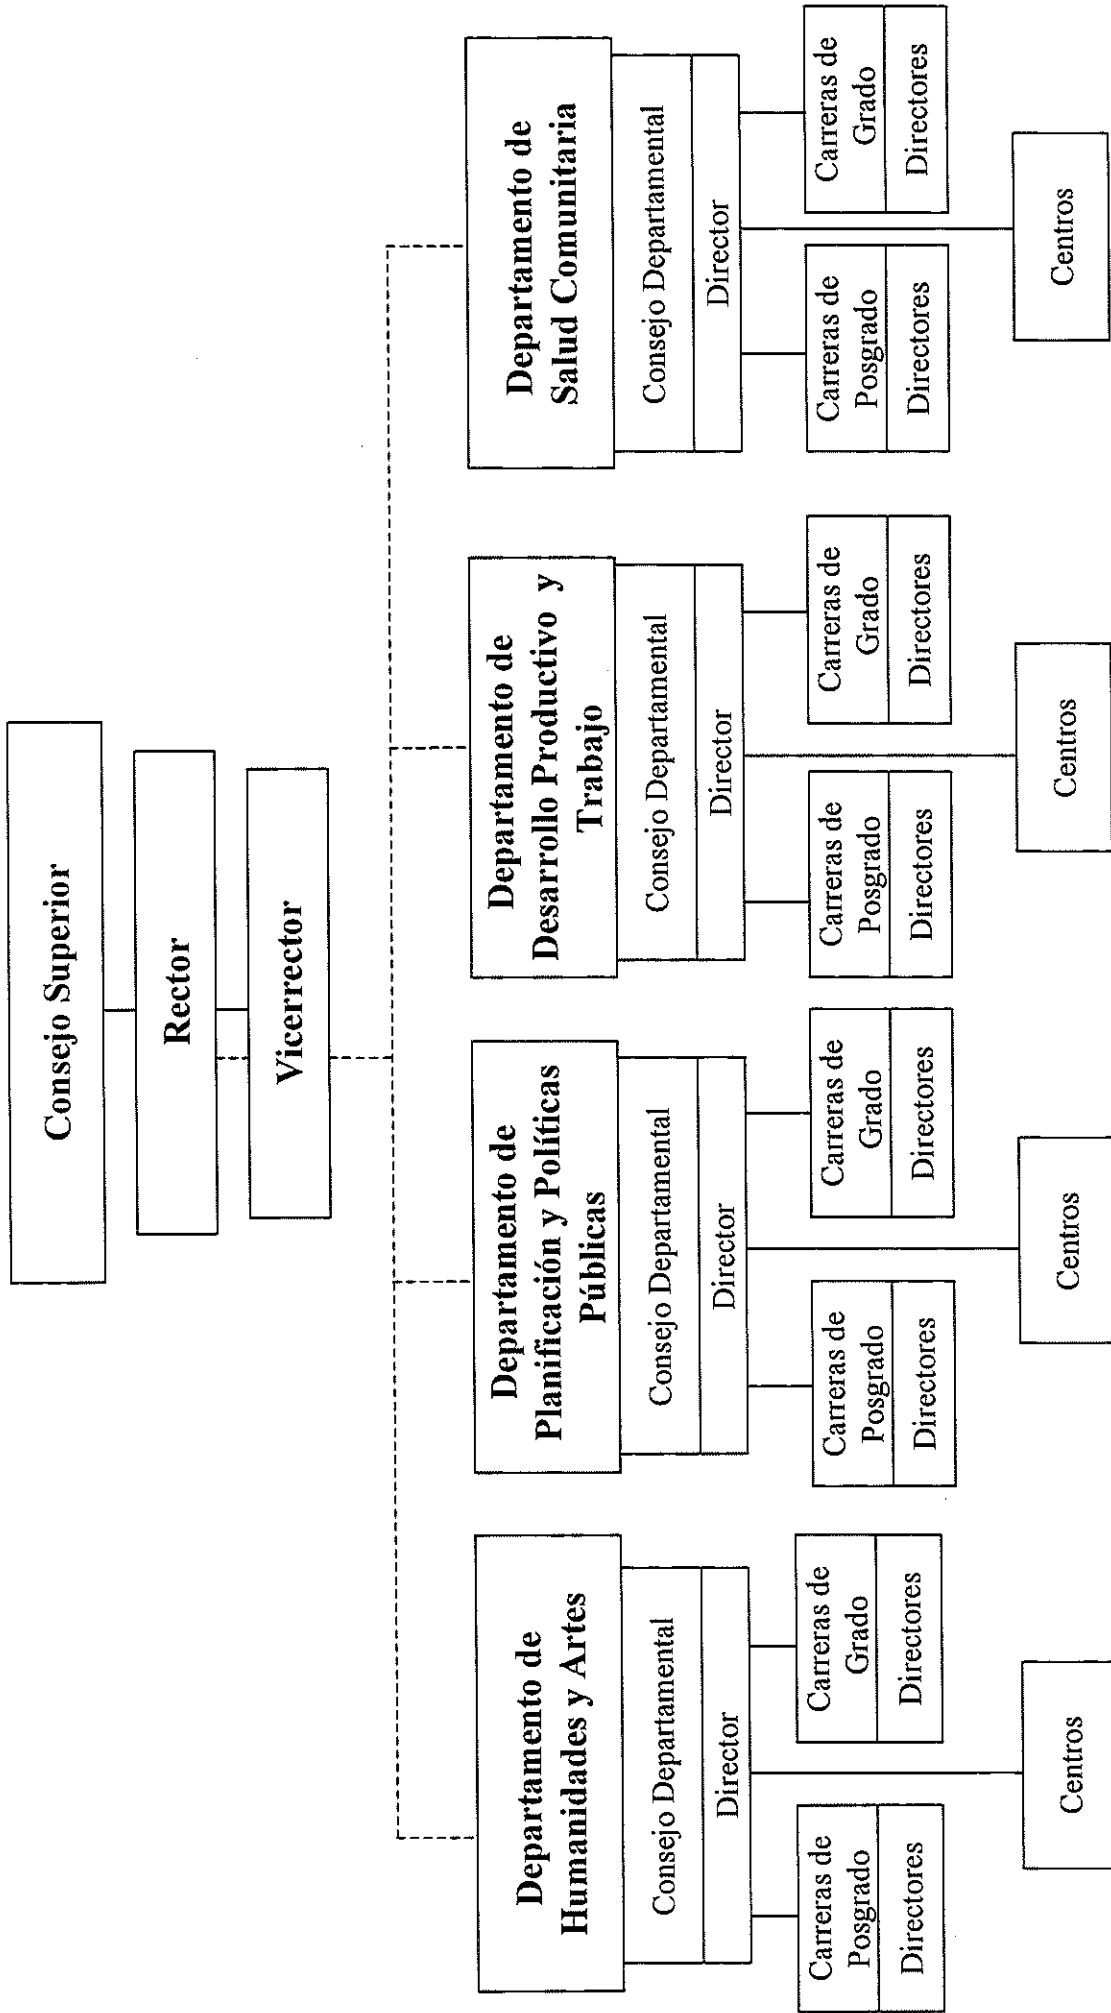 Consejo Superior
Rector
Vicerrector
Departamento de
Humanidades y Artes
Consejo Departamental
Director
Carreras de
Posgrado
Directores
Carreras de
Grado
Directores
Centros
Departamento de
Planificación y Políticas
Públicas
Consejo Departamental
Director
Carreras de
Posgrado
Directores
Carreras de
Grado
Directores
Centros
Departamento de
Desarrollo Productivo y
Trabajo
Consejo Departamental
Director
Carreras de
Posgrado
Directores
Carreras de
Grado
Directores
Centros
Departamento de
Salud Comunitaria
Consejo Departamental
Director
Carreras de
Posgrado
Directores
Carreras de
Grado
Directores
Centros